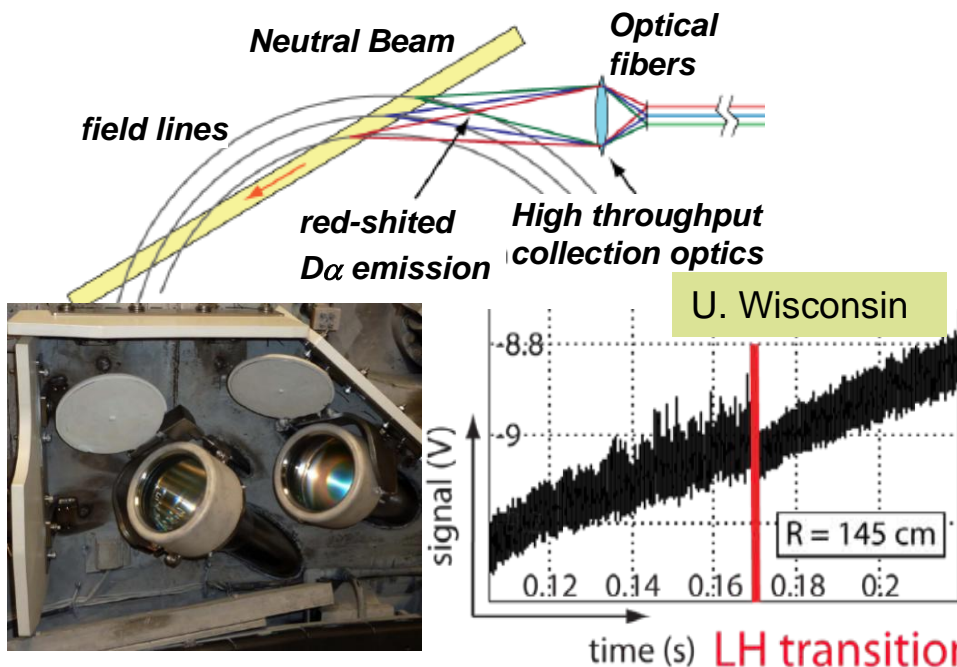 Neutral Beam
Optical
fibers
field lines
red-shited
Dα emission
High throughput
collection optics
U. Wisconsin
-8.8
-9
signal (V)
R = 145 cm
0.12
0.14
0.16
0.18
0.2
time (s)
LH transition